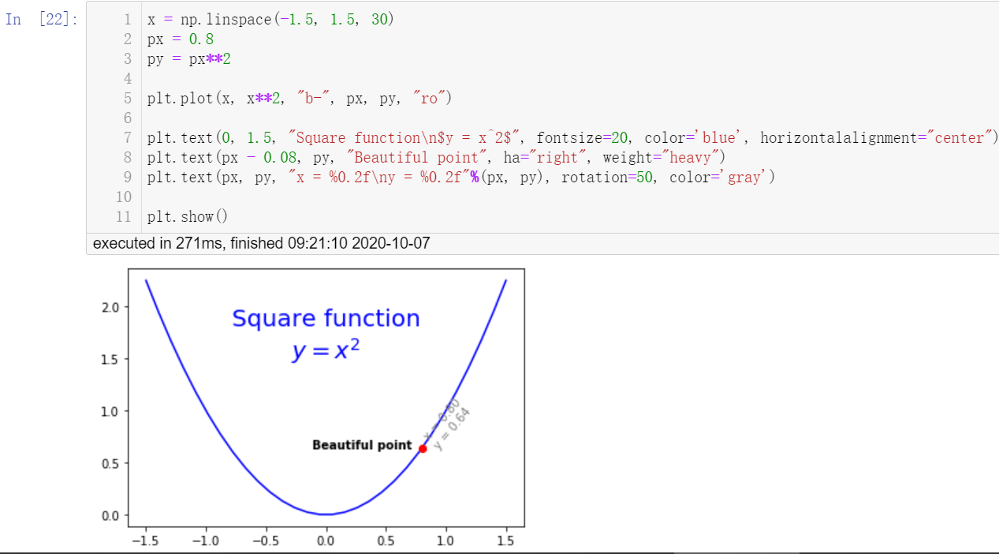 In [22]:
1 x = np.linspace(-1.5, 1.5, 30)
2 px = 0.8
3 py = px**2
4
5 plt.plot(x, x**2, "b-", px, py, "ro")
6
7 plt.text(0, 1.5, "Square function\n$y = x^2$", fontsize=20, color='blue', horizontalalignment="center")
8 plt.text(px - 0.08, py, "Beautiful point", ha="right", weight="heavy")
9 plt.text(px, py, "x = %0.2f\ny = %0.2f"%(px, py), rotation=50, color='gray')
10
11 plt.show()
executed in 271ms, finished 09:21:10 2020-10-07
2.0
Square function
y = x²
1.5
1.0
x = 0.80
y = 0.64
Beautiful point
0.5
0.0
−1.5 −1.0 −0.5 0.0 0.5 1.0 1.5